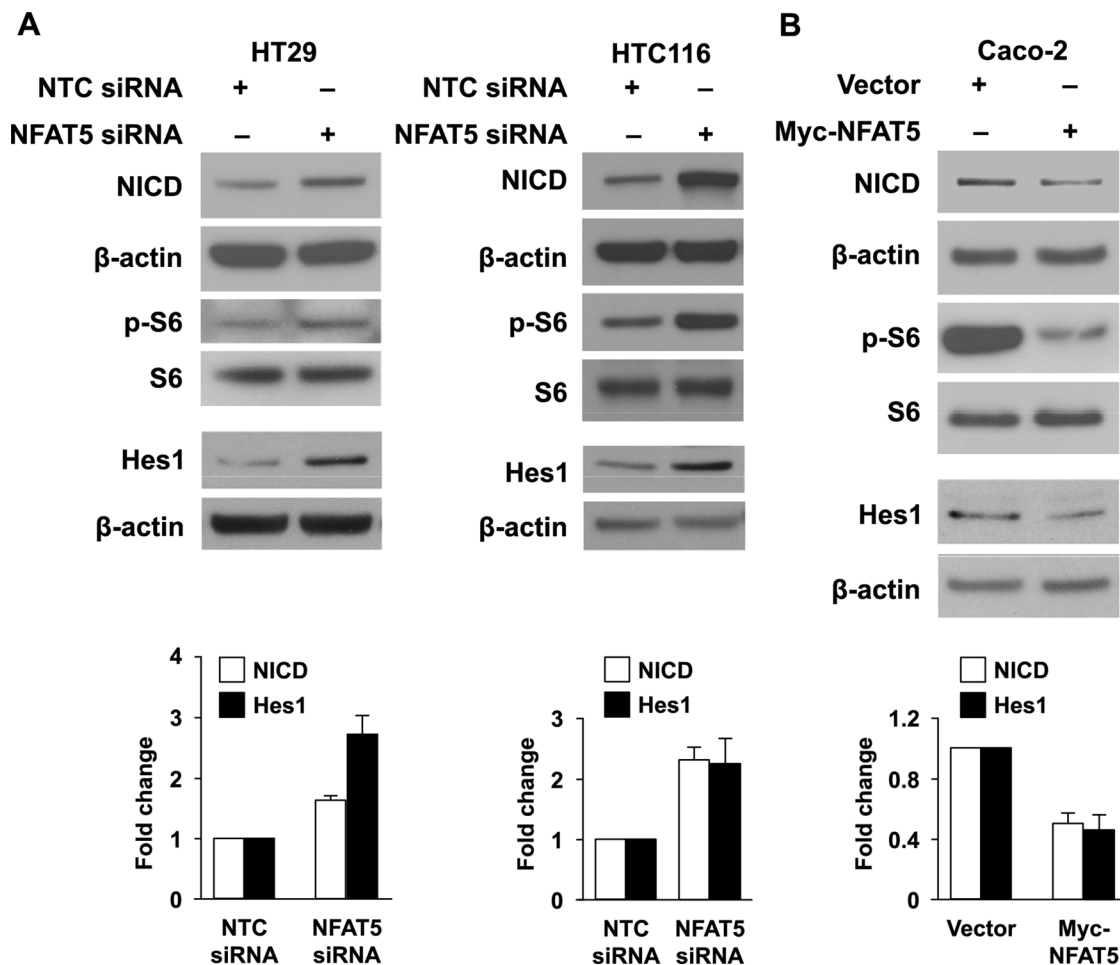 A
HT29
NTC siRNA + –
NFAT5 siRNA – +
NICD
β-actin
p-S6
S6
Hes1
β-actin
HTC116
NTC siRNA + –
NFAT5 siRNA – +
NICD
β-actin
p-S6
S6
Hes1
β-actin
B
Caco-2
Vector + –
Myc-NFAT5 – +
NICD
β-actin
p-S6
S6
Hes1
β-actin
4
3
2
1
0
Fold change
NICD
Hes1
NTC NFAT5
siRNA siRNA
4
3
2
1
0
Fold change
NICD
Hes1
NTC NFAT5
siRNA siRNA
1.2
0.8
0.4
0
Fold change
NICD
Hes1
Vector Myc-
NFAT5